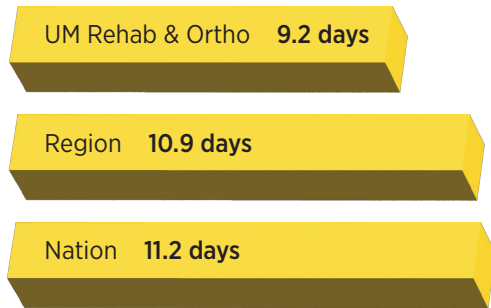 UM Rehab & Ortho 9.2 days
Region 10.9 days
Nation 11.2 days